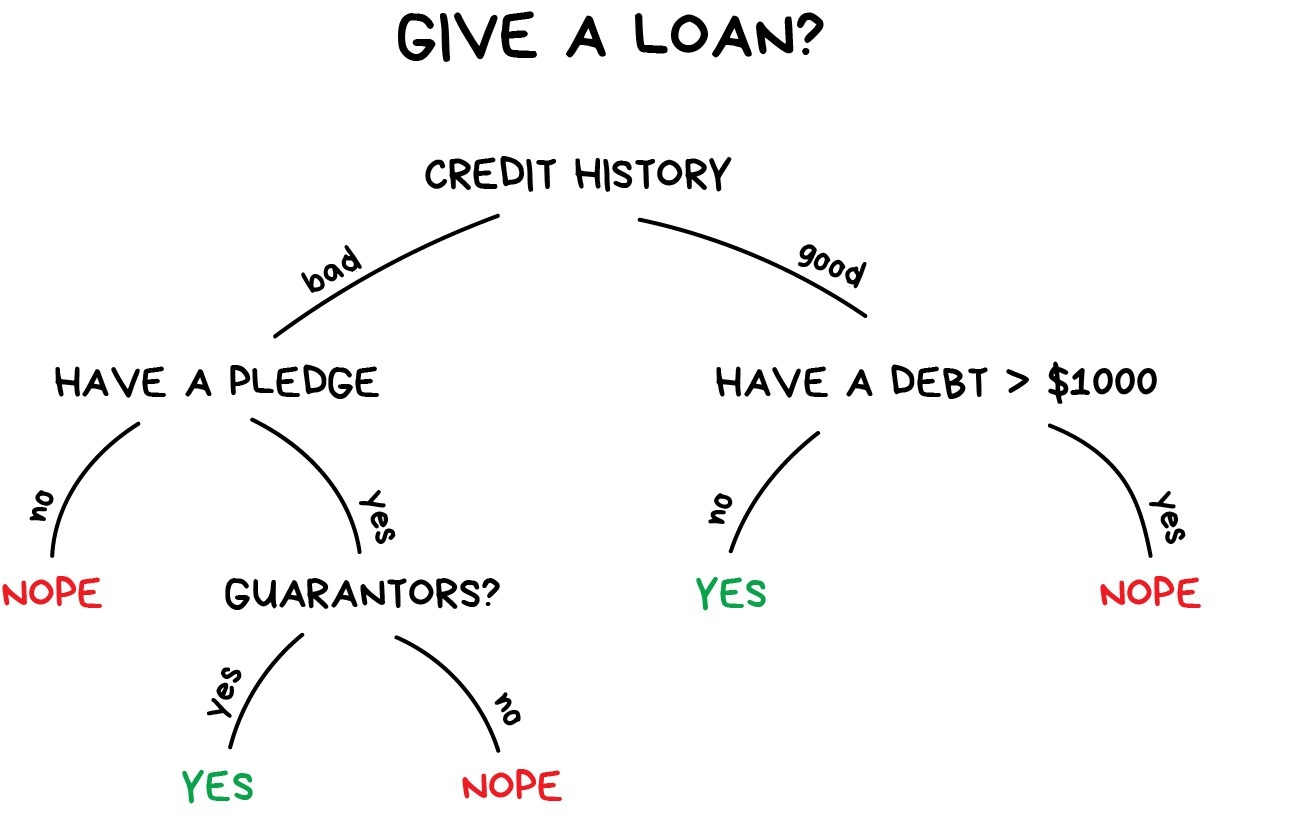 GIVE A LOAN?
CREDIT HISTORY
bad
good
HAVE A PLEDGE
HAVE A DEBT > $1000
no
yes
no
yes
NOPE
GUARANTORS?
YES
NOPE
yes
no
YES
NOPE